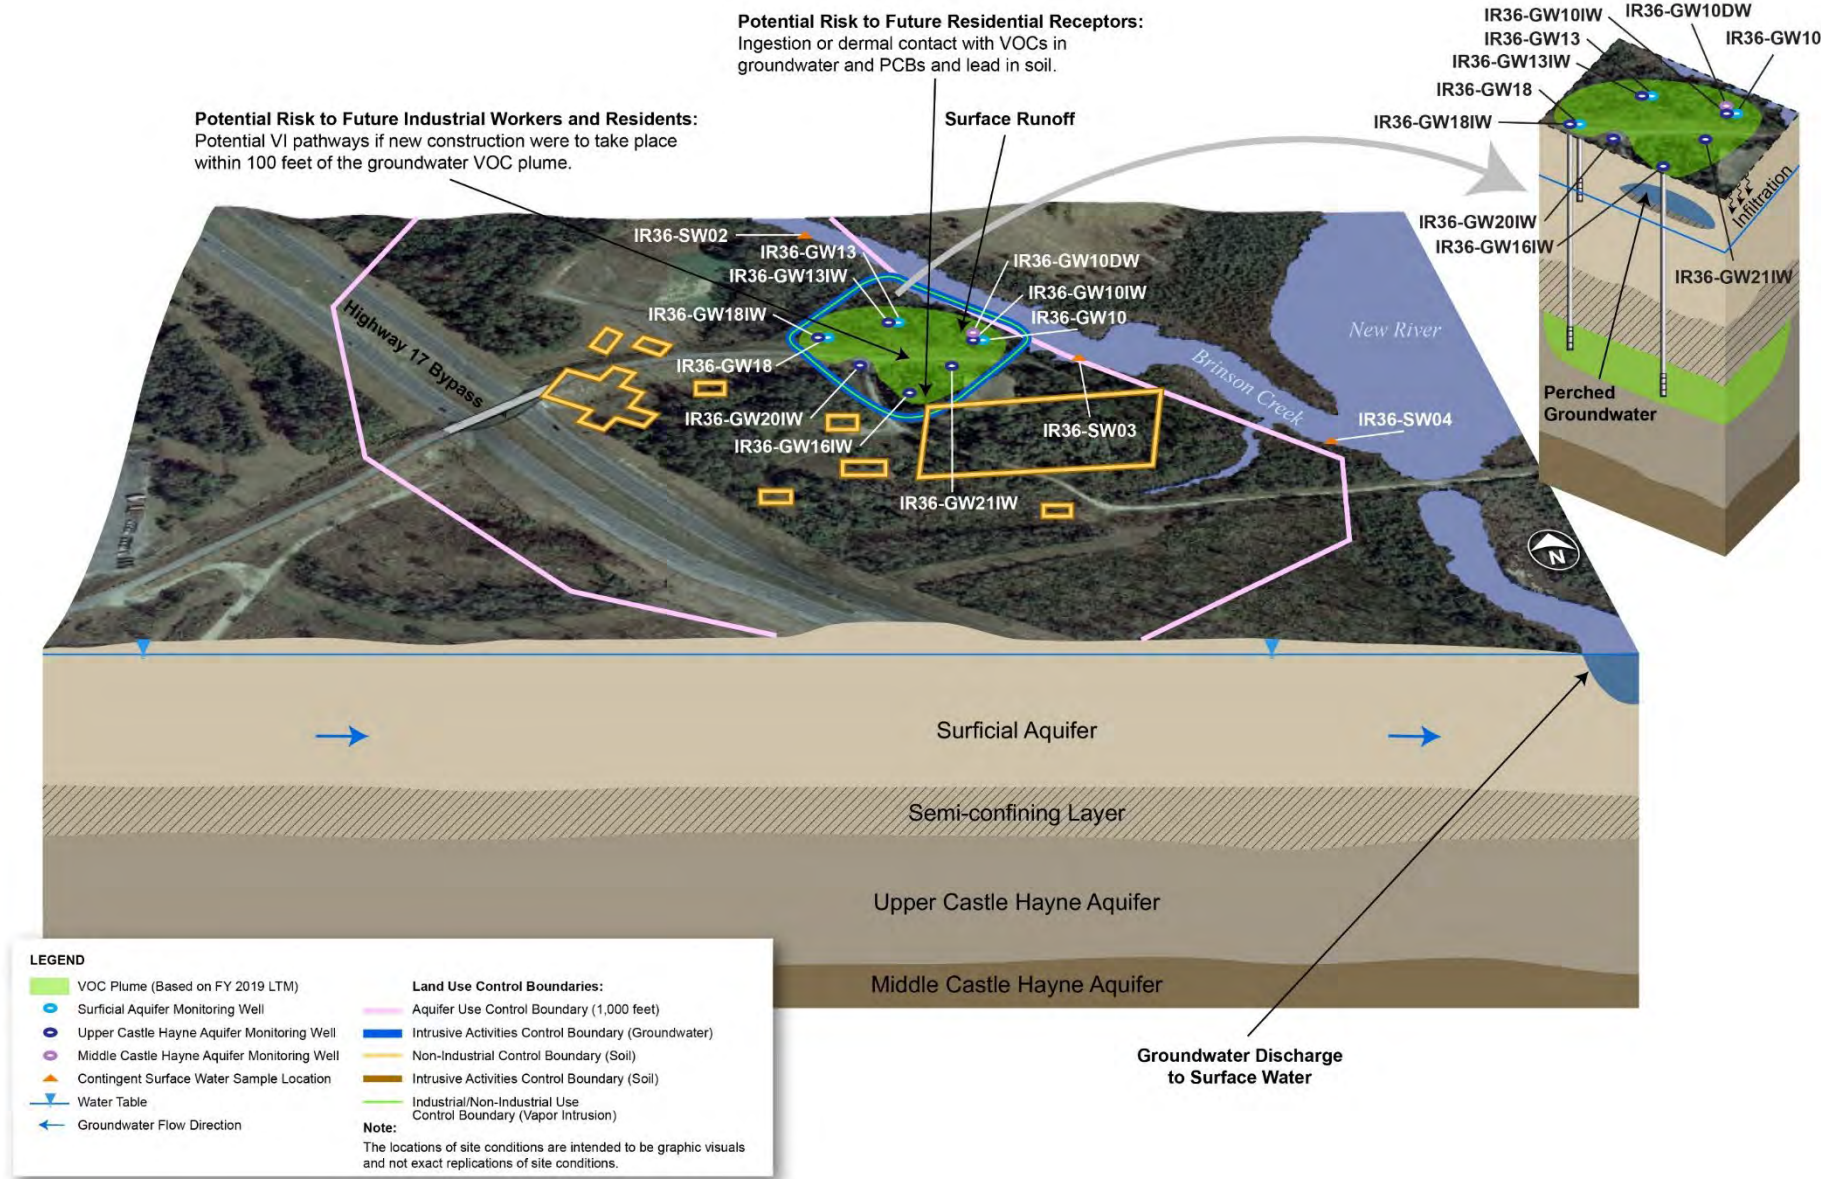 Potential Risk to Future Residential Receptors:
Ingestion or dermal contact with VOCs in
groundwater and PCBs and lead in soil.
Potential Risk to Future Industrial Workers and Residents:
Potential VI pathways if new construction were to take place
within 100 feet of the groundwater VOC plume.
Surface Runoff
IR36-GW10IW
IR36-GW10DW
IR36-GW13
IR36-GW10
IR36-GW13IW
IR36-GW18
IR36-GW18IW
Infiltration
IR36-GW20IW
IR36-GW16IW
IR36-GW21IW
Perched
Groundwater
IR36-SW02
IR36-GW13
IR36-GW13IW
IR36-GW10DW
IR36-GW10IW
IR36-GW10
IR36-GW18IW
IR36-GW18
IR36-GW20IW
IR36-GW16IW
IR36-GW21IW
IR36-SW03
IR36-SW04
Highway 17 Bypass
Brinson Creek
New River
N
Surficial Aquifer
Semi-confining Layer
Upper Castle Hayne Aquifer
Middle Castle Hayne Aquifer
Groundwater Discharge
to Surface Water
LEGEND
VOC Plume (Based on FY 2019 LTM)
Surficial Aquifer Monitoring Well
Upper Castle Hayne Aquifer Monitoring Well
Middle Castle Hayne Aquifer Monitoring Well
Contingent Surface Water Sample Location
Water Table
Groundwater Flow Direction
Land Use Control Boundaries:
Aquifer Use Control Boundary (1,000 feet)
Intrusive Activities Control Boundary (Groundwater)
Non-Industrial Control Boundary (Soil)
Intrusive Activities Control Boundary (Soil)
Industrial/Non-Industrial Use
Control Boundary (Vapor Intrusion)
Note:
The locations of site conditions are intended to be graphic visuals
and not exact replications of site conditions.